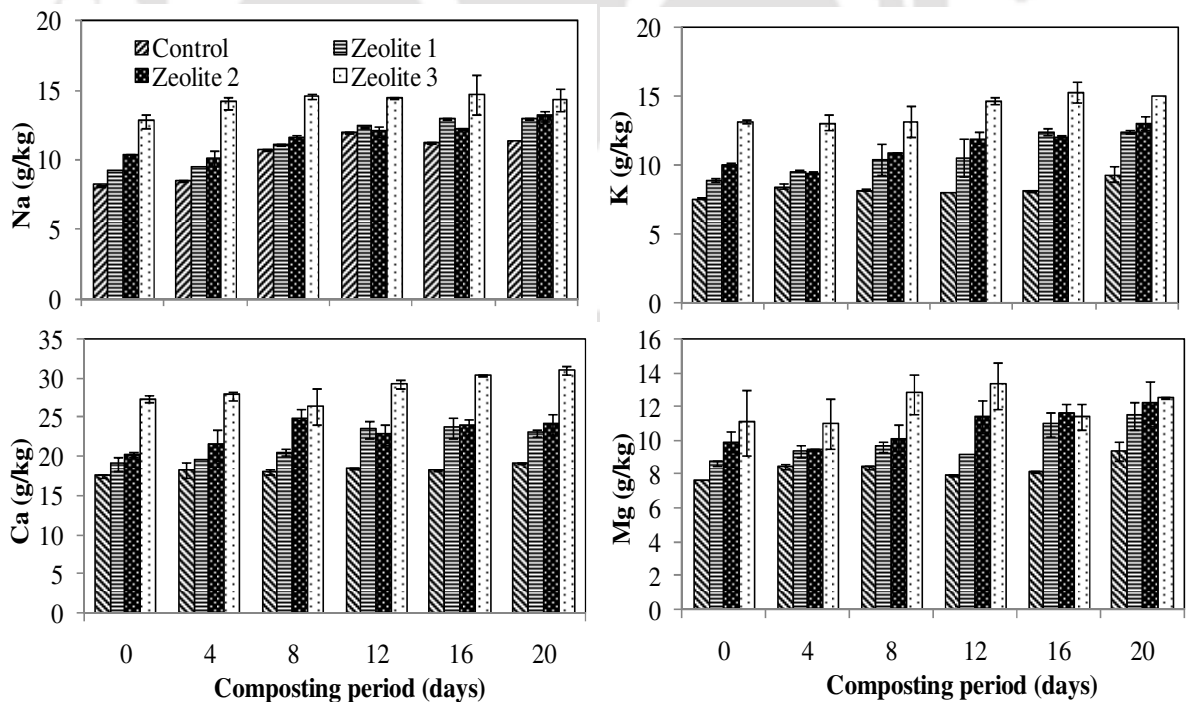 20
15
10
5
0
Na (g/kg)
Control
Zeolite 1
Zeolite 2
Zeolite 3
20
15
10
5
0
K (g/kg)
35
30
25
20
15
10
5
0
Ca (g/kg)
0 4 8 12 16 20
Composting period (days)
16
14
12
10
8
6
4
2
0
Mg (g/kg)
0 4 8 12 16 20
Composting period (days)